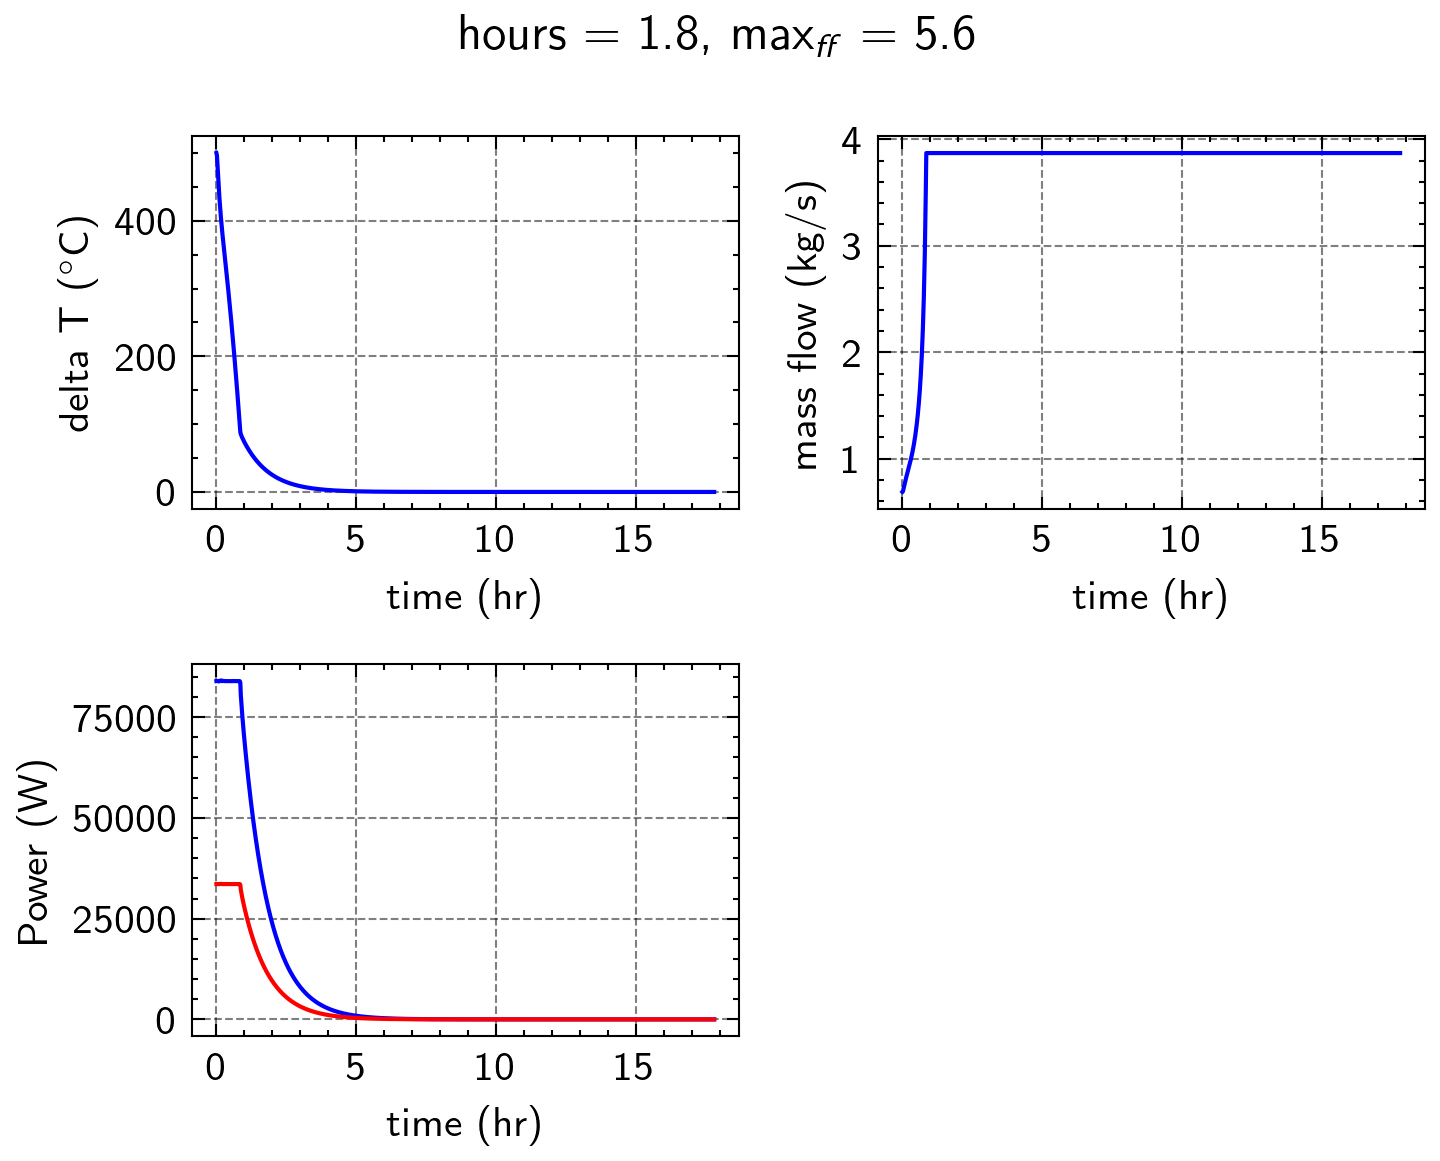 hours = 1.8, max_ff = 5.6
delta T (°C)
400
200
0
0 5 10 15
time (hr)
mass flow (kg/s)
4
3
2
1
0 5 10 15
time (hr)
Power (W)
75000
50000
25000
0
0 5 10 15
time (hr)